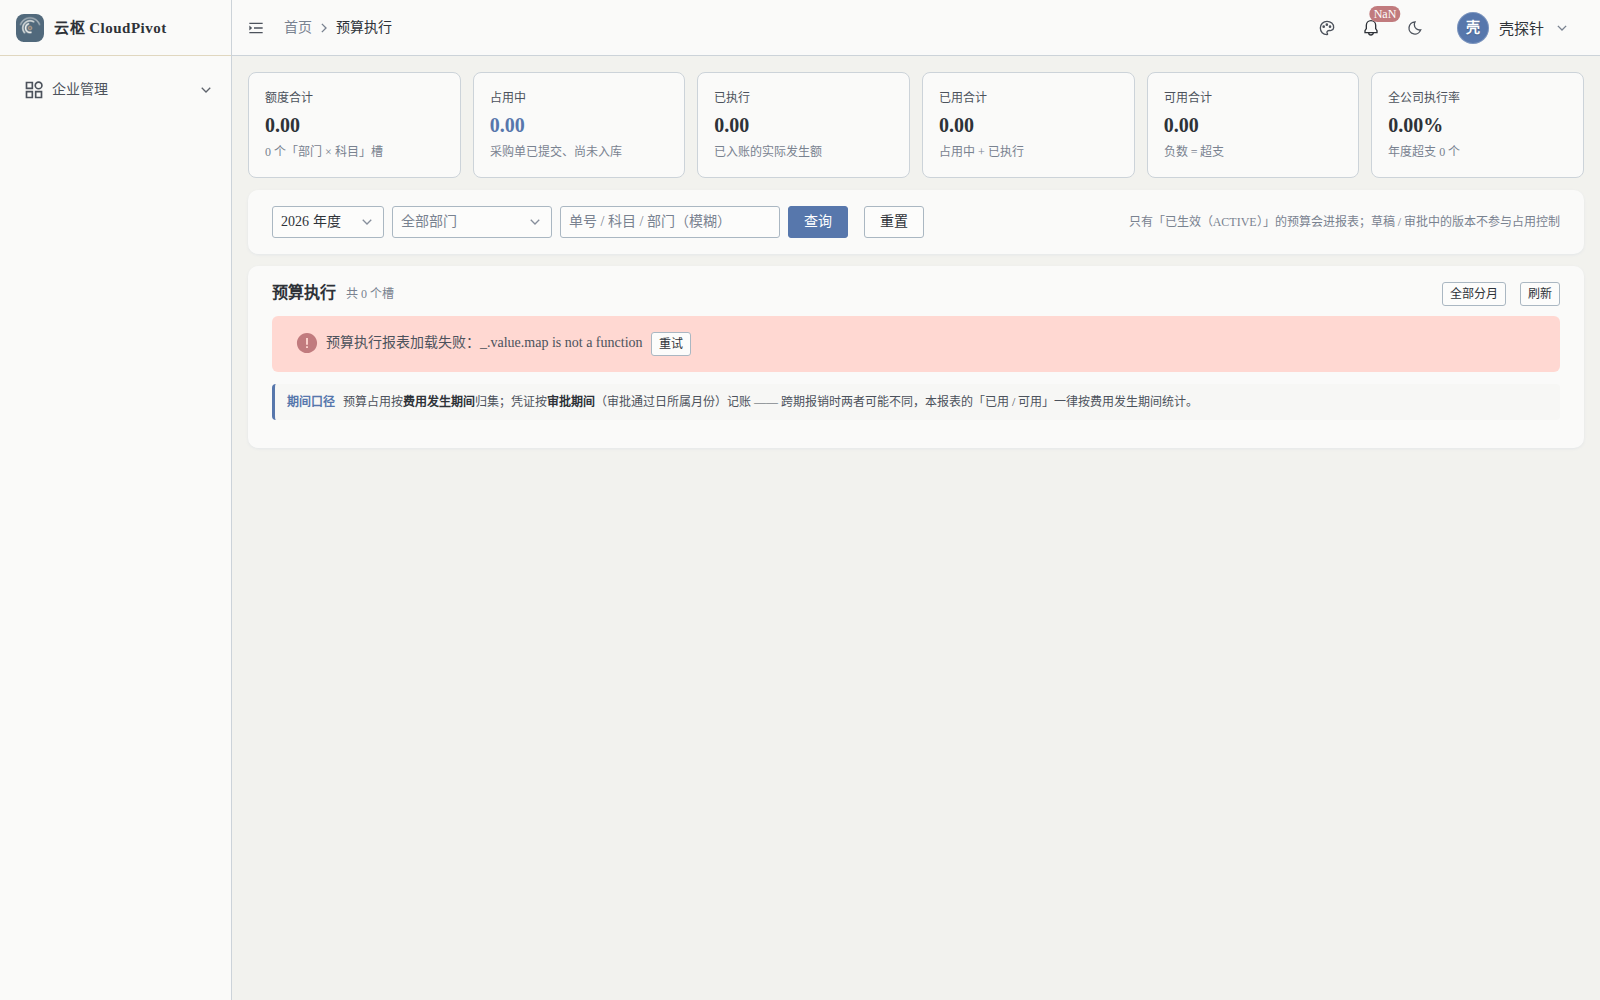 云枢 CloudPivot
首页 > 预算执行
NaN
壳
壳探针
企业管理
额度合计
0.00
0 个「部门 × 科目」槽
占用中
0.00
采购单已提交、尚未入库
已执行
0.00
已入账的实际发生额
已用合计
0.00
占用中 + 已执行
可用合计
0.00
负数 = 超支
全公司执行率
0.00%
年度超支 0 个
2026 年度
全部部门
单号 / 科目 / 部门（模糊）
查询
重置
只有「已生效（ACTIVE）」的预算会进报表；草稿 / 审批中的版本不参与占用控制
预算执行 共 0 个槽
全部分月
刷新
预算执行报表加载失败：_.value.map is not a function 重试
期间口径 预算占用按费用发生期间归集；凭证按审批期间（审批通过日所属月份）记账 —— 跨期报销时两者可能不同，本报表的「已用 / 可用」一律按费用发生期间统计。